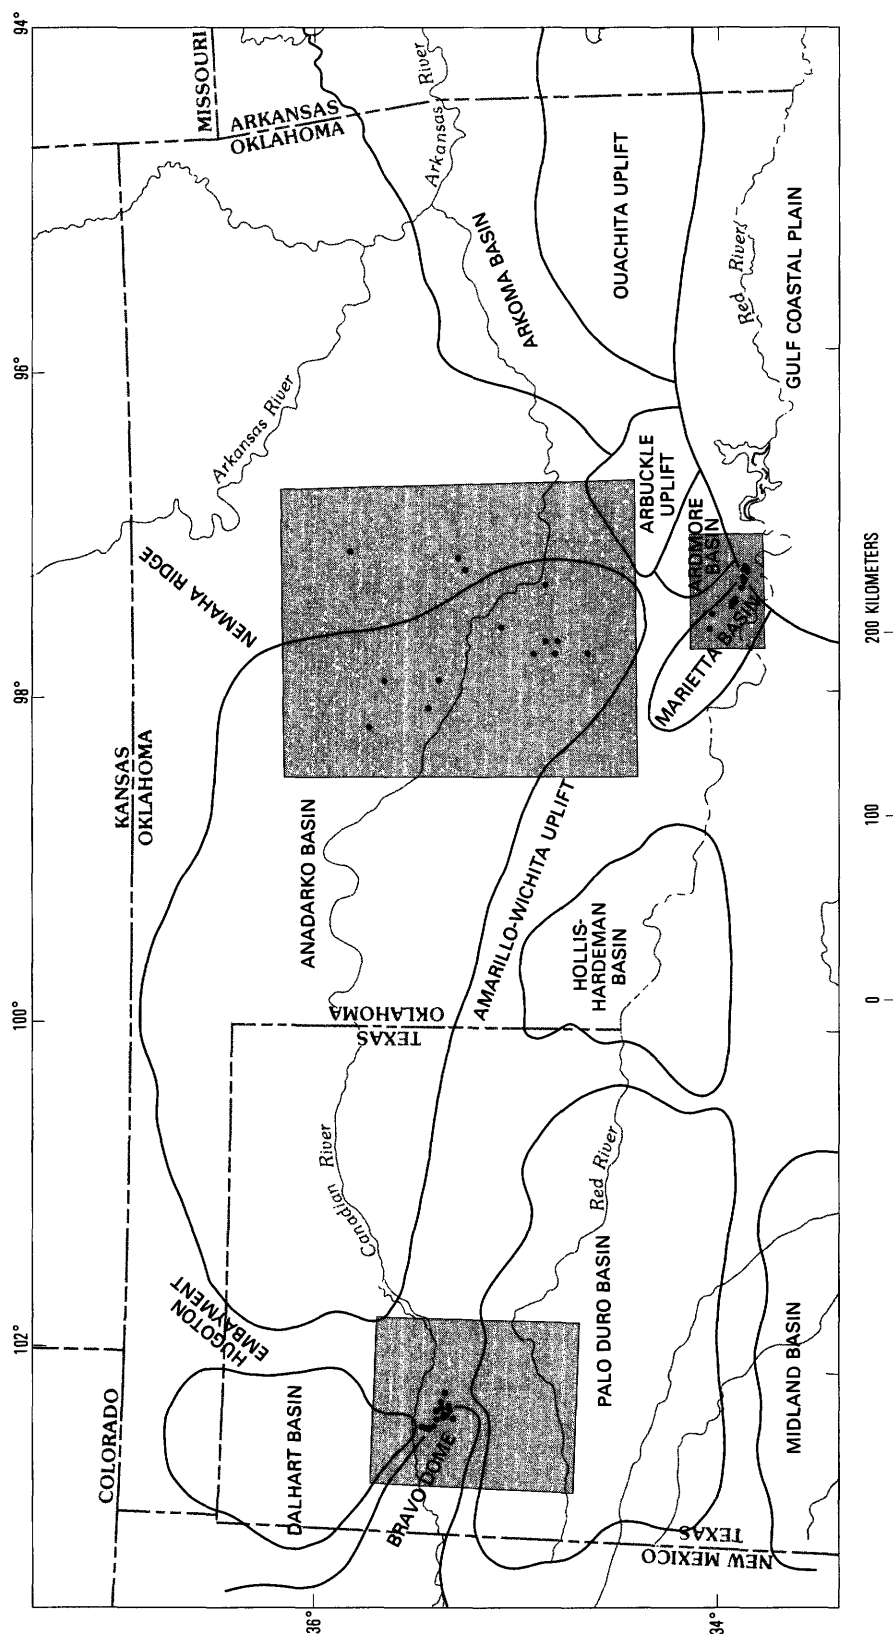 94°
96°
98°
100°
102°
36°
34°
MISSOURI
ARKANSAS
OKLAHOMA
Arkansas River
Arkansas River
KANSAS
OKLAHOMA
NEMAHA RIDGE
ARKOMA BASIN
OUACHITA UPLIFT
Red River
GULF COASTAL PLAIN
ARBUCKLE
UPLIFT
ARDMORE
BASIN
MARIETTA BASIN
ANADARKO BASIN
AMARILLO-WICHITA UPLIFT
HOLLIS-
HARDEMAN
BASIN
OKLAHOMA
TEXAS
Canadian River
Red River
HUGOTON
EMBAYMENT
COLORADO
DALHART BASIN
BRAVO DOME
PALO DURO BASIN
MIDLAND BASIN
TEXAS
NEW MEXICO
0
100
200 KILOMETERS